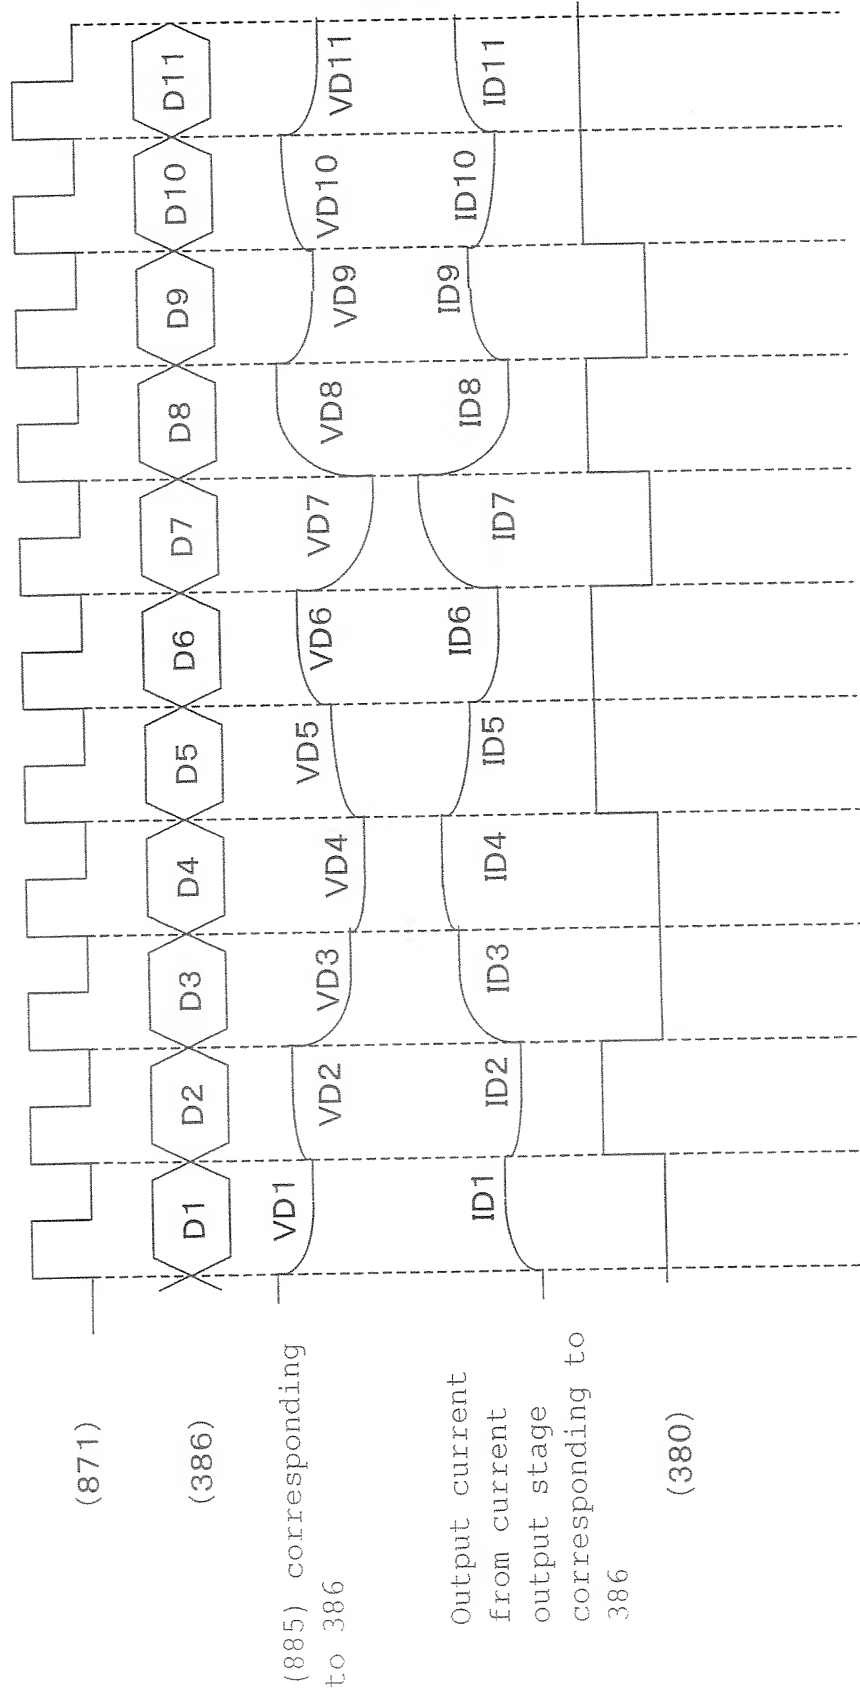 (871)
(386)
D1 D2 D3 D4 D5 D6 D7 D8 D9 D10 D11
(885) corresponding
to 386
VD1 VD2 VD3 VD4 VD5 VD6 VD7 VD8 VD9 VD10 VD11
Output current
from current
output stage
corresponding to
386
ID1 ID2 ID3 ID4 ID5 ID6 ID7 ID8 ID9 ID10 ID11
(380)